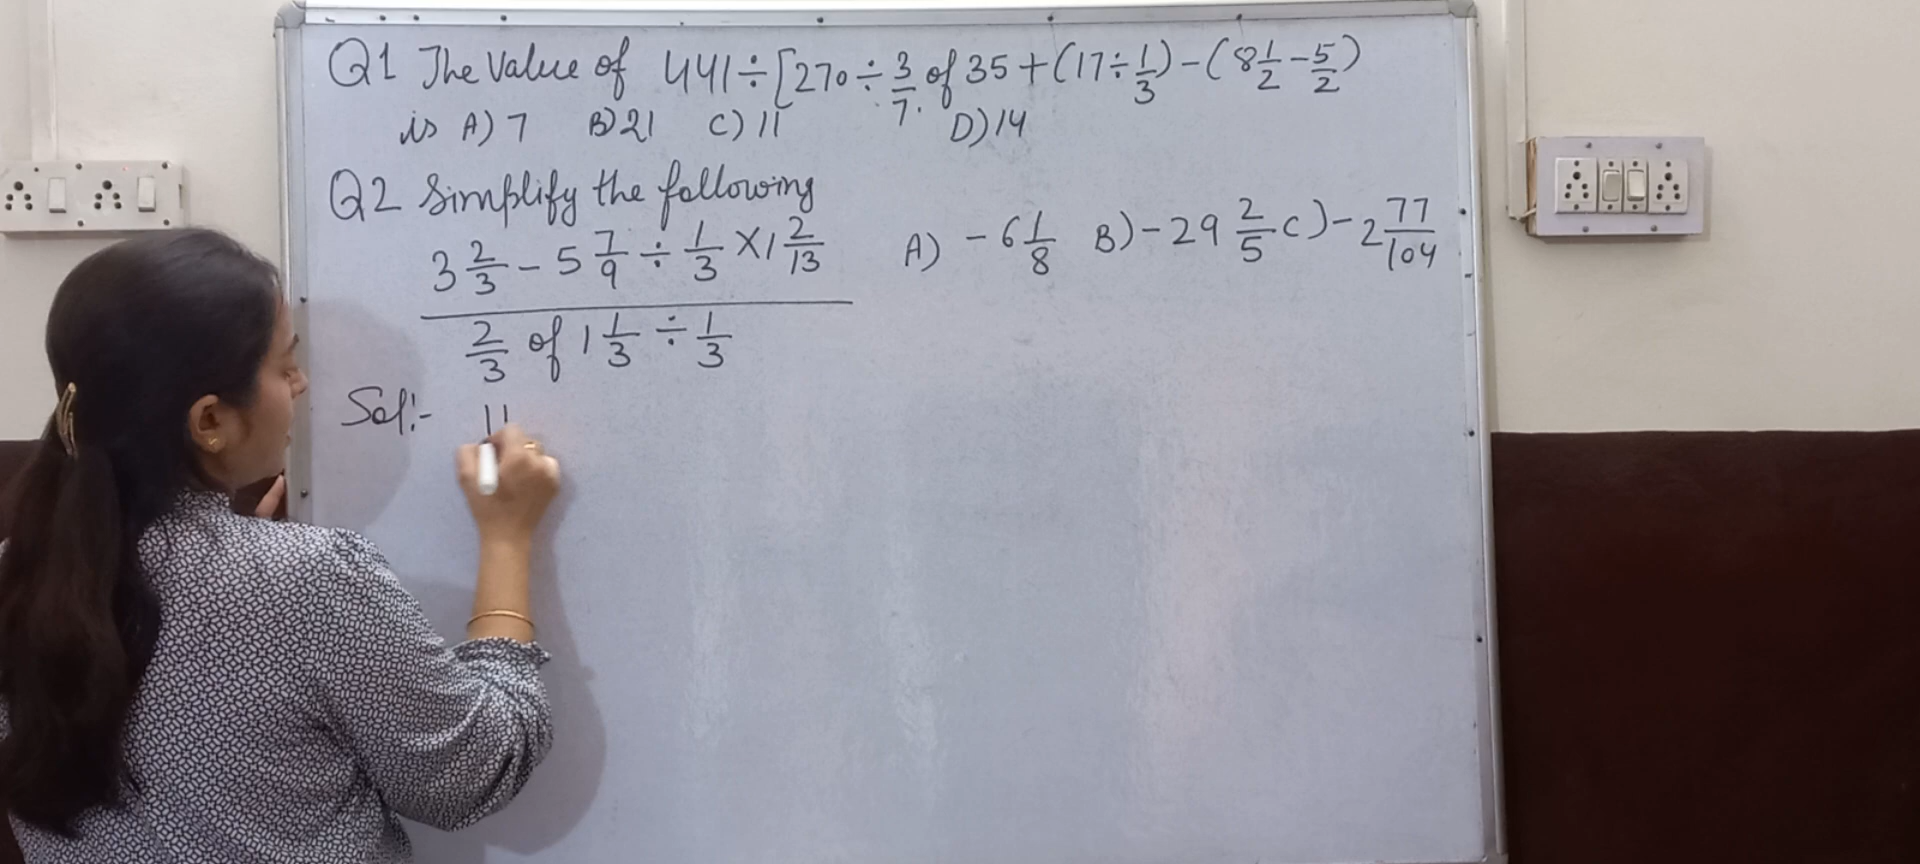 Q1 The Value of 441÷[270÷3/7 of 35+(17÷1/3)-(8 1/2-5/2)
is A) 7 B) 21 C) 11 D) 14
Q2 Simplify the following
3 2/3 - 5 7/9 ÷ 1/3 × 1 2/13 A) -6 1/8 B) -29 2/5 C) -2 77/104
2/3 of 1 1/3 ÷ 1/3
Sol:- 11